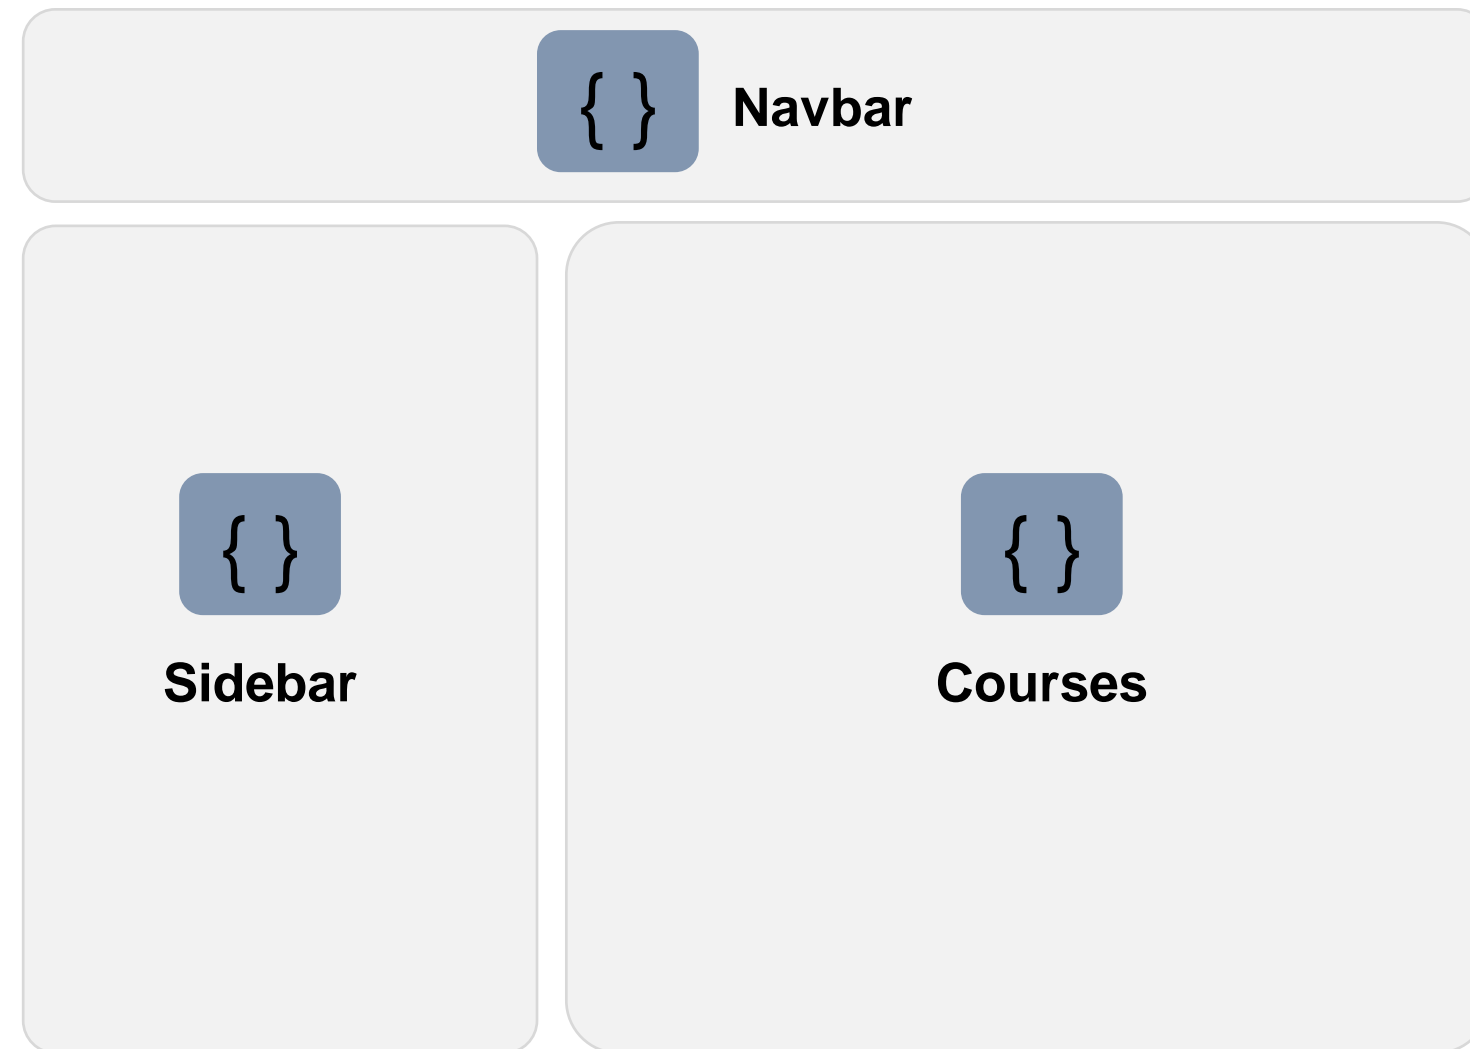 { } Navbar
{ }
Sidebar
{ }
Courses